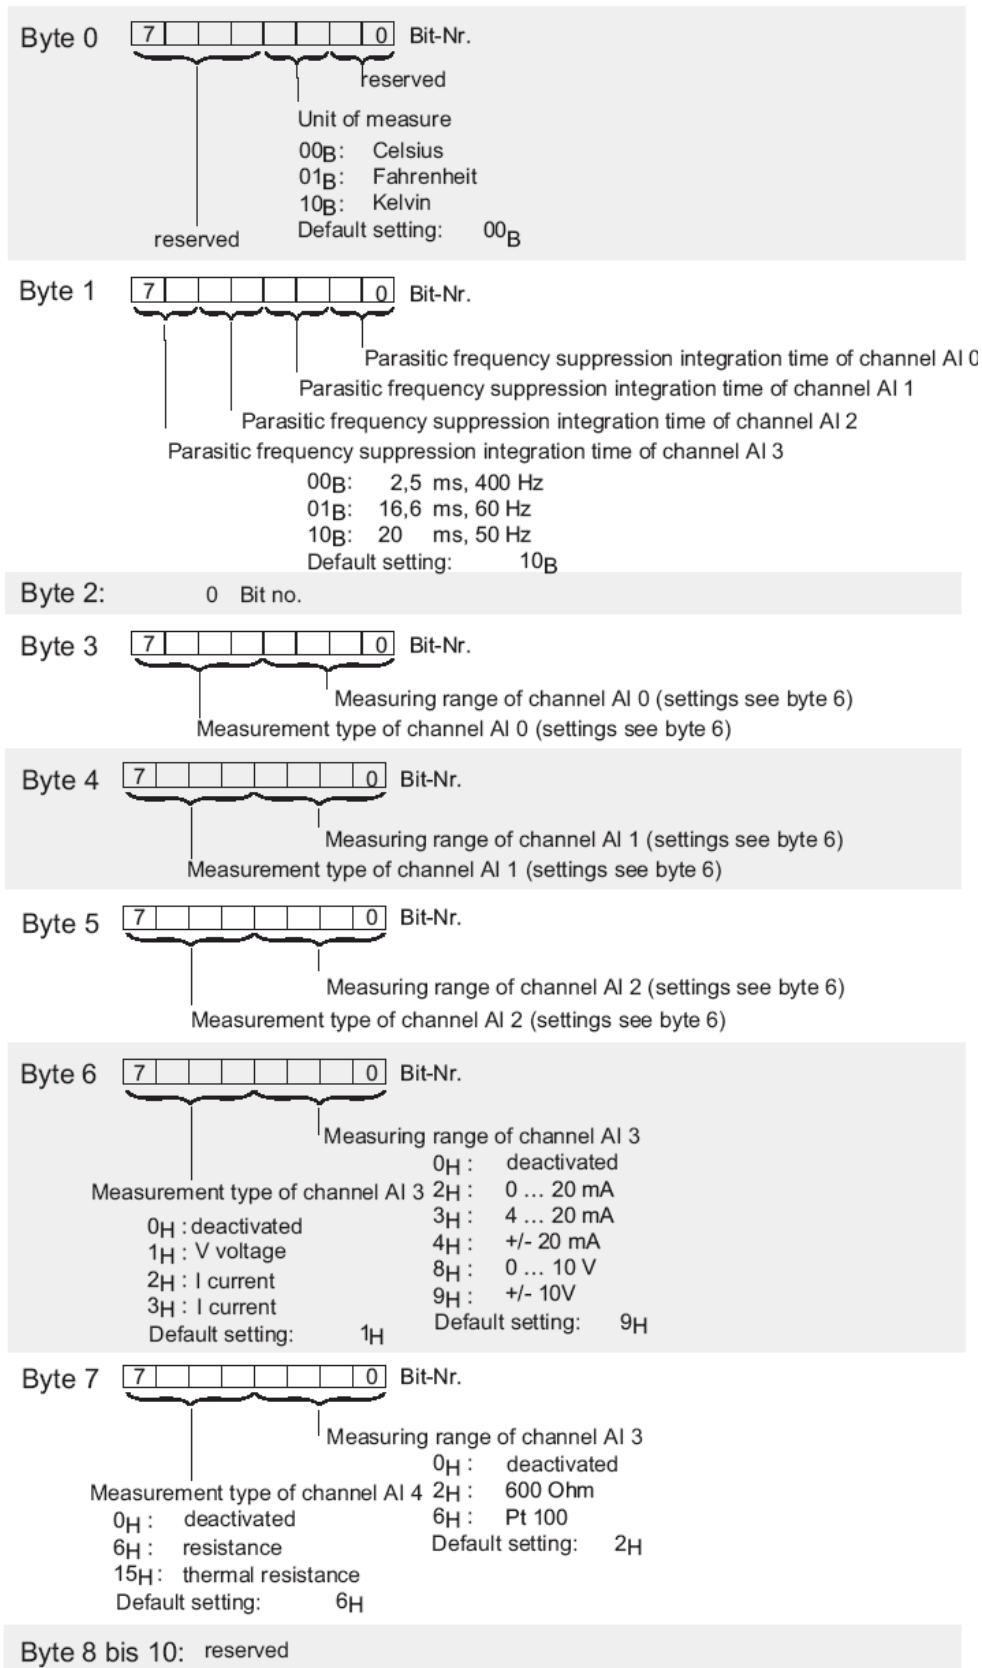 Byte 0 7 0 Bit-Nr.
reserved
Unit of measure
00B: Celsius
01B: Fahrenheit
10B: Kelvin
Default setting: 00B
reserved
Byte 1 7 0 Bit-Nr.
Parasitic frequency suppression integration time of channel AI 0
Parasitic frequency suppression integration time of channel AI 1
Parasitic frequency suppression integration time of channel AI 2
Parasitic frequency suppression integration time of channel AI 3
00B: 2,5 ms, 400 Hz
01B: 16,6 ms, 60 Hz
10B: 20 ms, 50 Hz
Default setting: 10B
Byte 2: 0 Bit no.
Byte 3 7 0 Bit-Nr.
Measuring range of channel AI 0 (settings see byte 6)
Measurement type of channel AI 0 (settings see byte 6)
Byte 4 7 0 Bit-Nr.
Measuring range of channel AI 1 (settings see byte 6)
Measurement type of channel AI 1 (settings see byte 6)
Byte 5 7 0 Bit-Nr.
Measuring range of channel AI 2 (settings see byte 6)
Measurement type of channel AI 2 (settings see byte 6)
Byte 6 7 0 Bit-Nr.
Measuring range of channel AI 3
0H : deactivated
2H : 0 ... 20 mA
3H : 4 ... 20 mA
4H : +/- 20 mA
8H : 0 ... 10 V
9H : +/- 10V
Default setting: 9H
Measurement type of channel AI 3
0H : deactivated
1H : V voltage
2H : I current
3H : I current
Default setting: 1H
Byte 7 7 0 Bit-Nr.
Measuring range of channel AI 3
0H : deactivated
2H : 600 Ohm
6H : Pt 100
Default setting: 2H
Measurement type of channel AI 4
0H : deactivated
6H : resistance
15H : thermal resistance
Default setting: 6H
Byte 8 bis 10: reserved